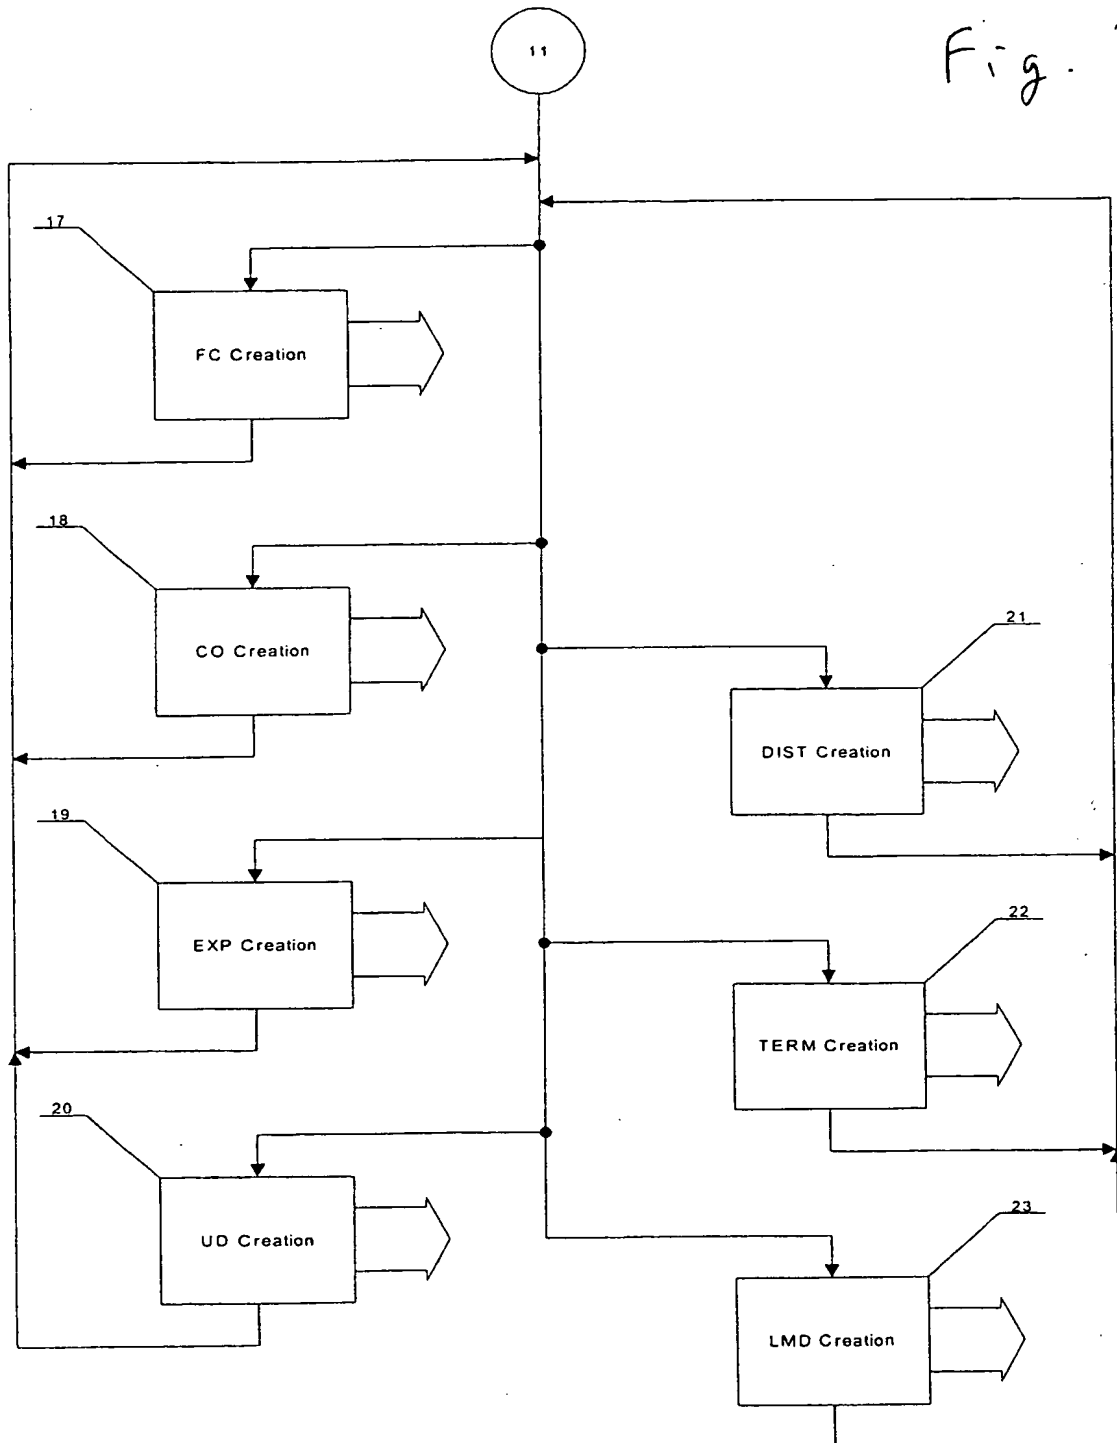 11
Fig.
17
FC Creation
18
CO Creation
21
DIST Creation
19
EXP Creation
22
TERM Creation
20
UD Creation
23
LMD Creation